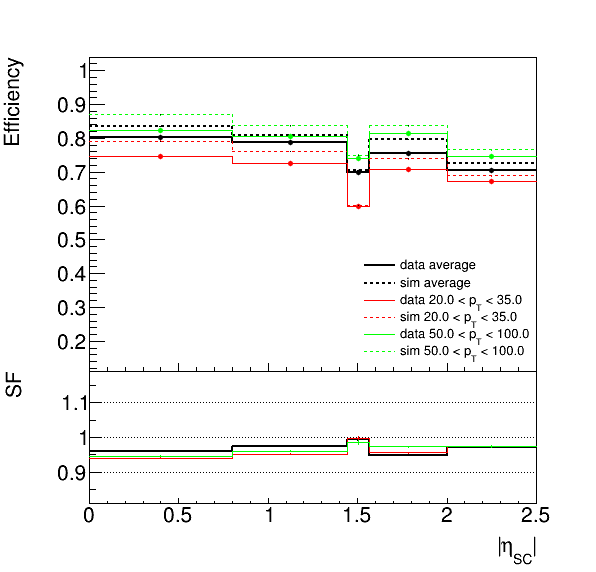 Efficiency
1
0.9
0.8
0.7
0.6
0.5
0.4
0.3
0.2
data average
sim average
data 20.0 < p_T < 35.0
sim 20.0 < p_T < 35.0
data 50.0 < p_T < 100.0
sim 50.0 < p_T < 100.0
SF
1.1
1
0.9
0 0.5 1 1.5 2 2.5
|η_SC|